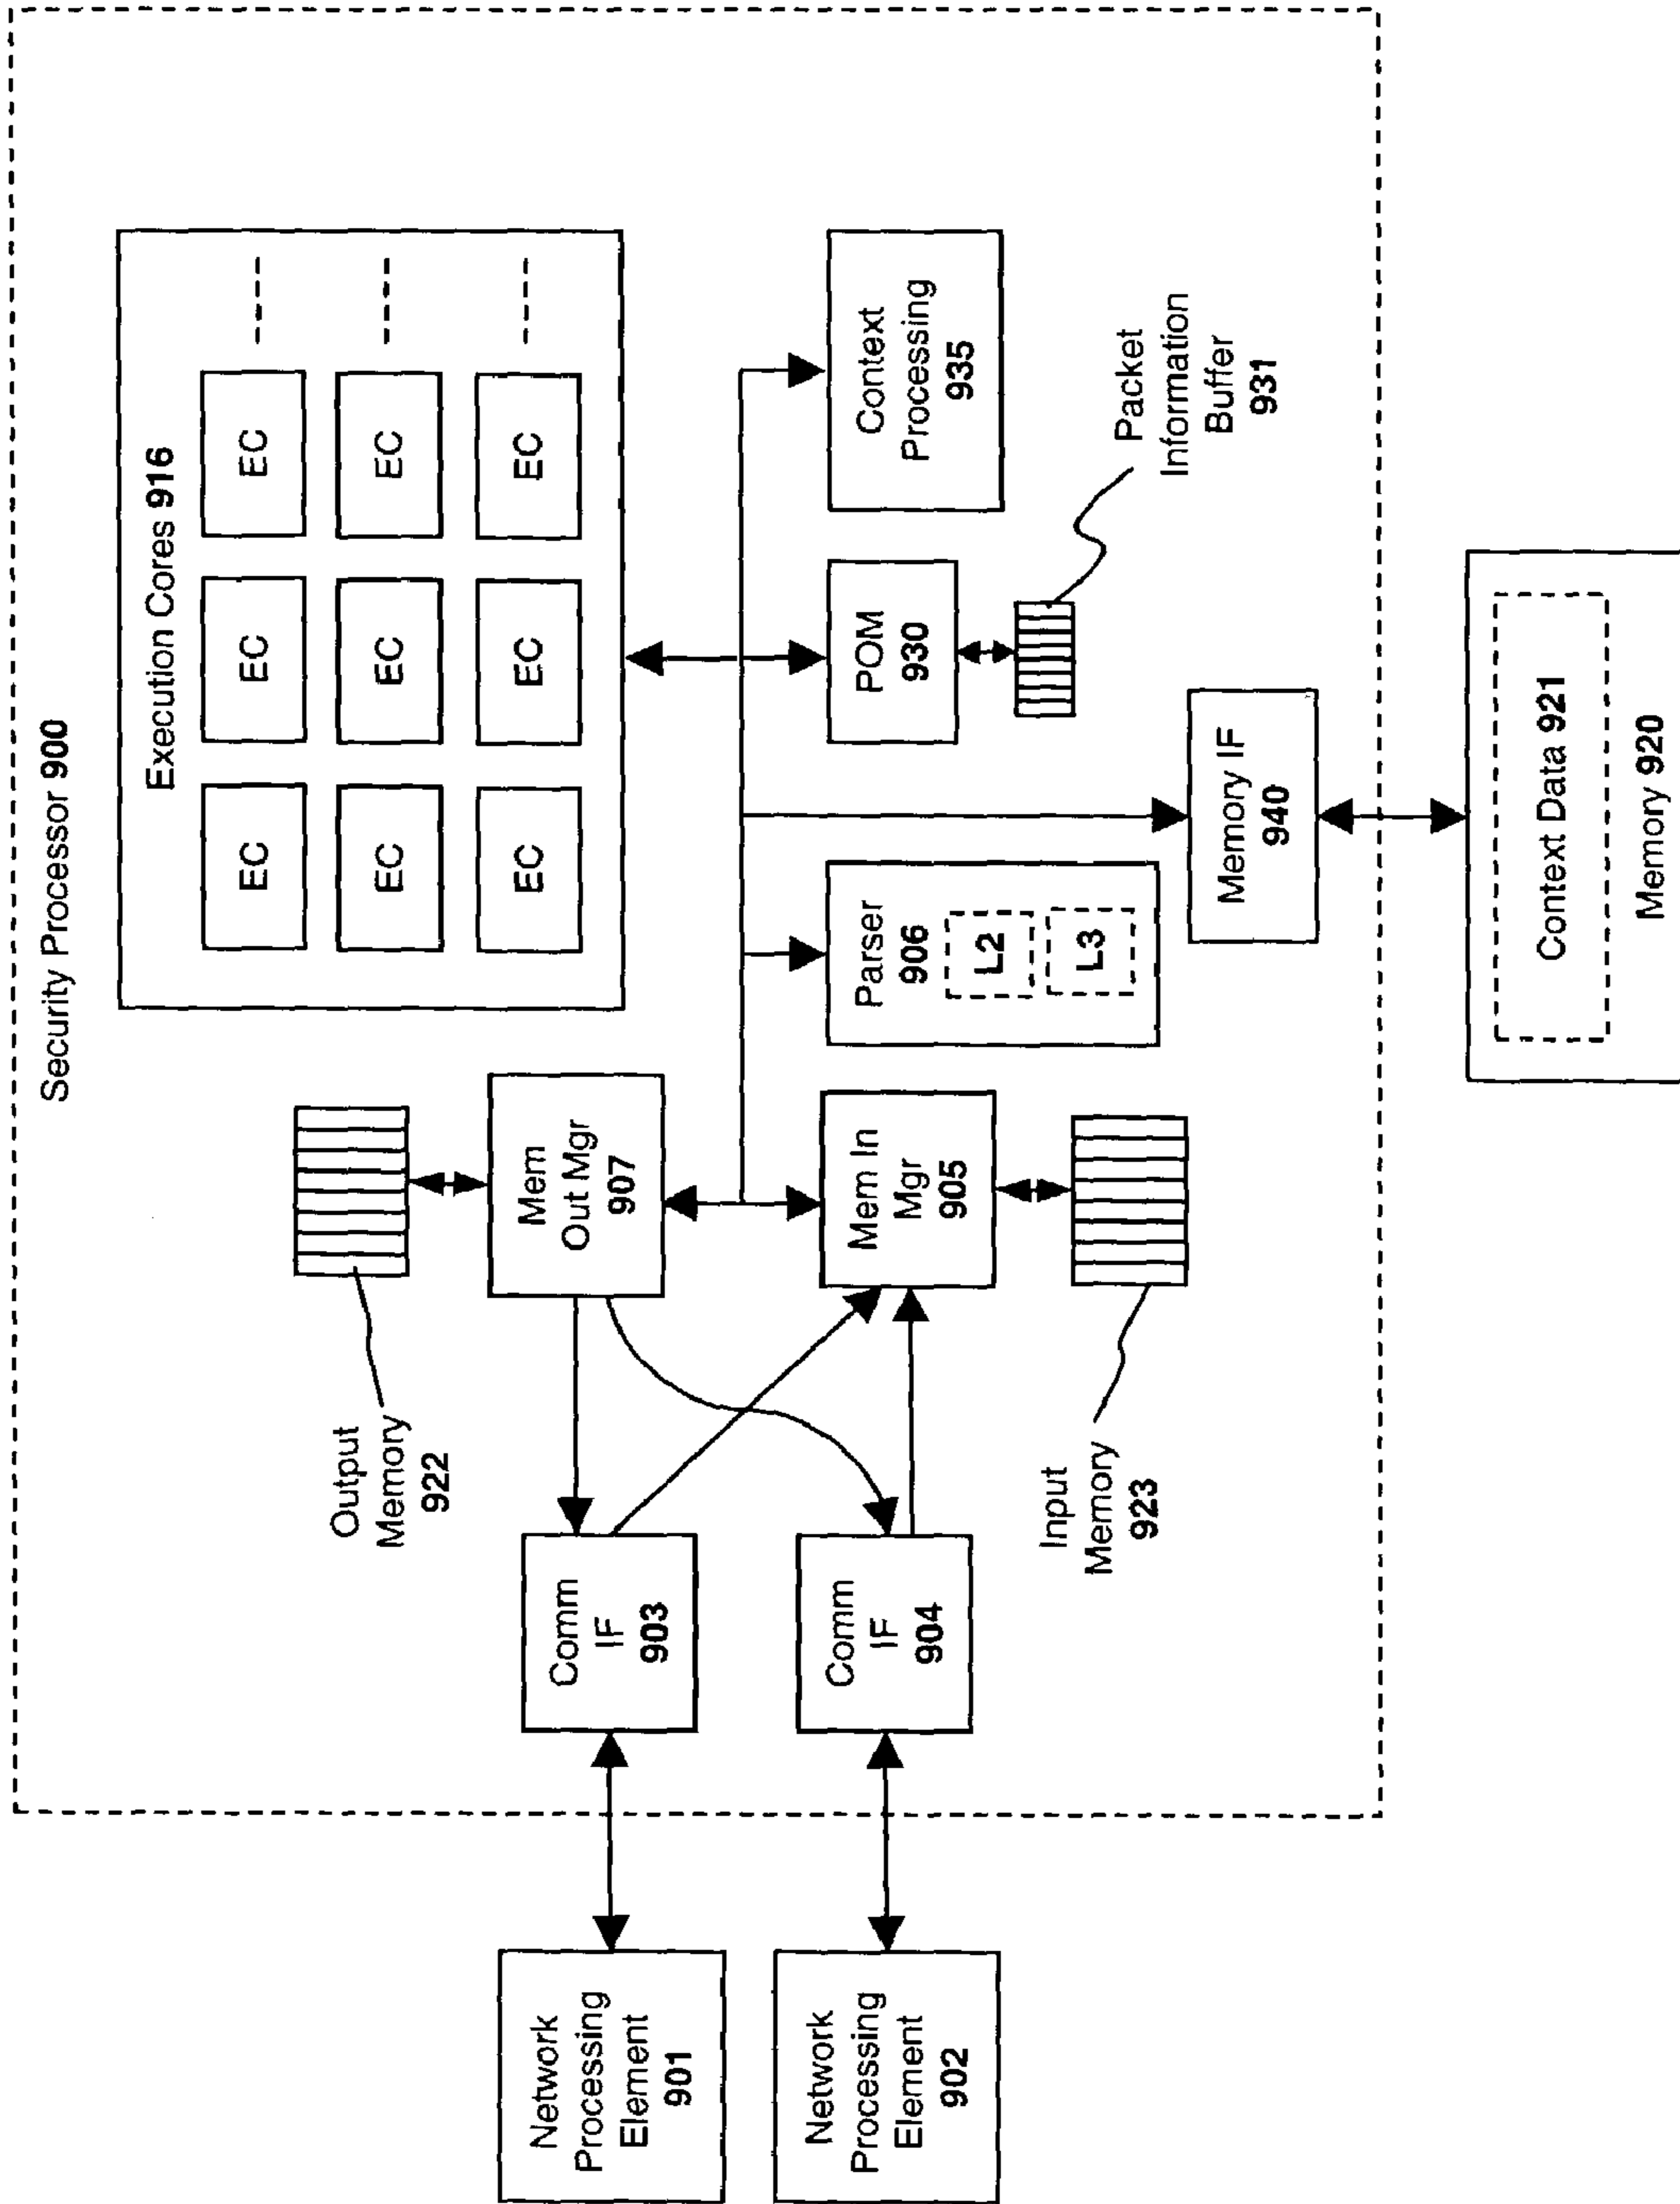 Security Processor 900
Execution Cores 916
EC
EC
EC
EC
EC
EC
EC
EC
EC
Output
Memory
922
Mem
Out Mgr
907
Network
Processing
Element
901
Comm
IF
903
Network
Processing
Element
902
Comm
IF
904
Mem In
Mgr
905
Input
Memory
923
Parser
906
L2
L3
POM
930
Context
Processing
935
Packet
Information
Buffer
931
Memory IF
940
Context Data 921
Memory 920